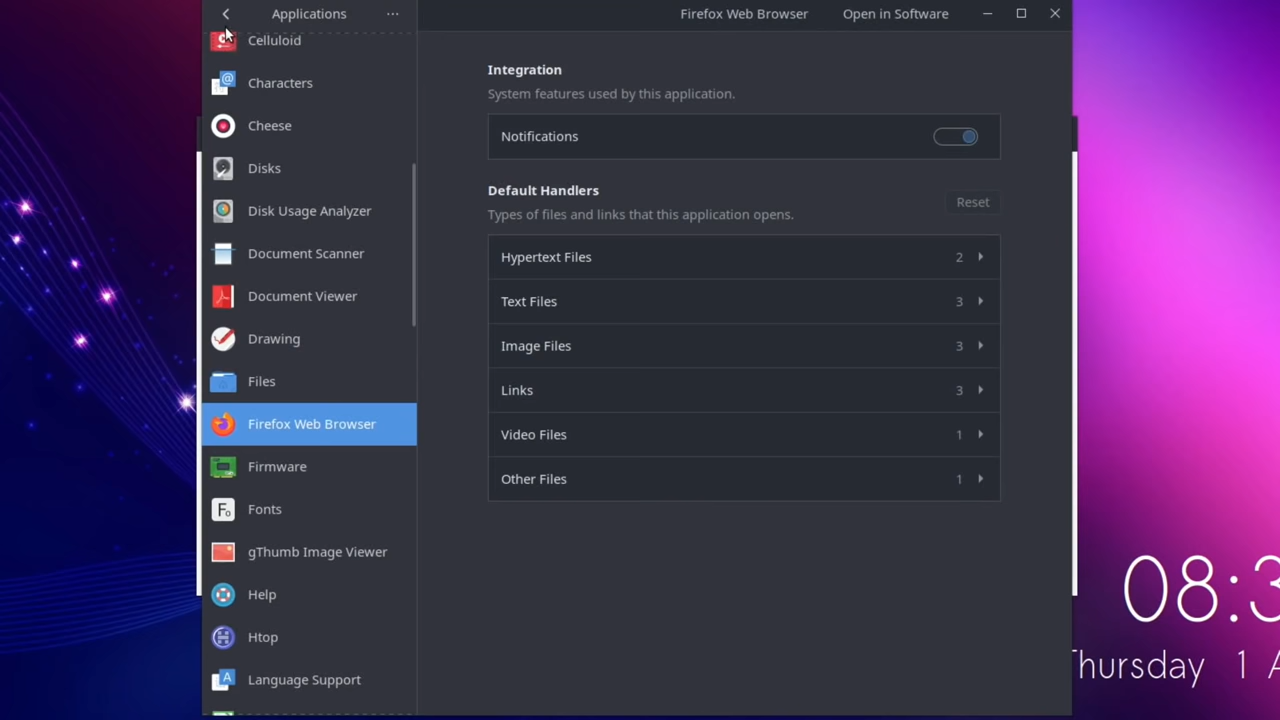 Applications
Firefox Web Browser
Open in Software
Celluloid
Characters
Cheese
Disks
Disk Usage Analyzer
Document Scanner
Document Viewer
Drawing
Files
Firefox Web Browser
Firmware
Fonts
gThumb Image Viewer
Help
Htop
Language Support
Integration
System features used by this application.
Notifications
Default Handlers
Types of files and links that this application opens.
Reset
Hypertext Files 2
Text Files 3
Image Files 3
Links 3
Video Files 1
Other Files 1
08:3
Thursday 1 A